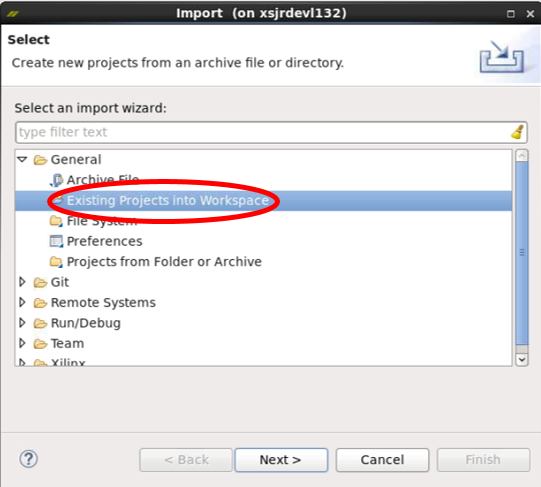 Import (on xsjrdevl132)
Select
Create new projects from an archive file or directory.
Select an import wizard:
type filter text
General
Archive File
Existing Projects into Workspace
File System
Preferences
Projects from Folder or Archive
Git
Remote Systems
Run/Debug
Team
Xilinx
?
< Back
Next >
Cancel
Finish